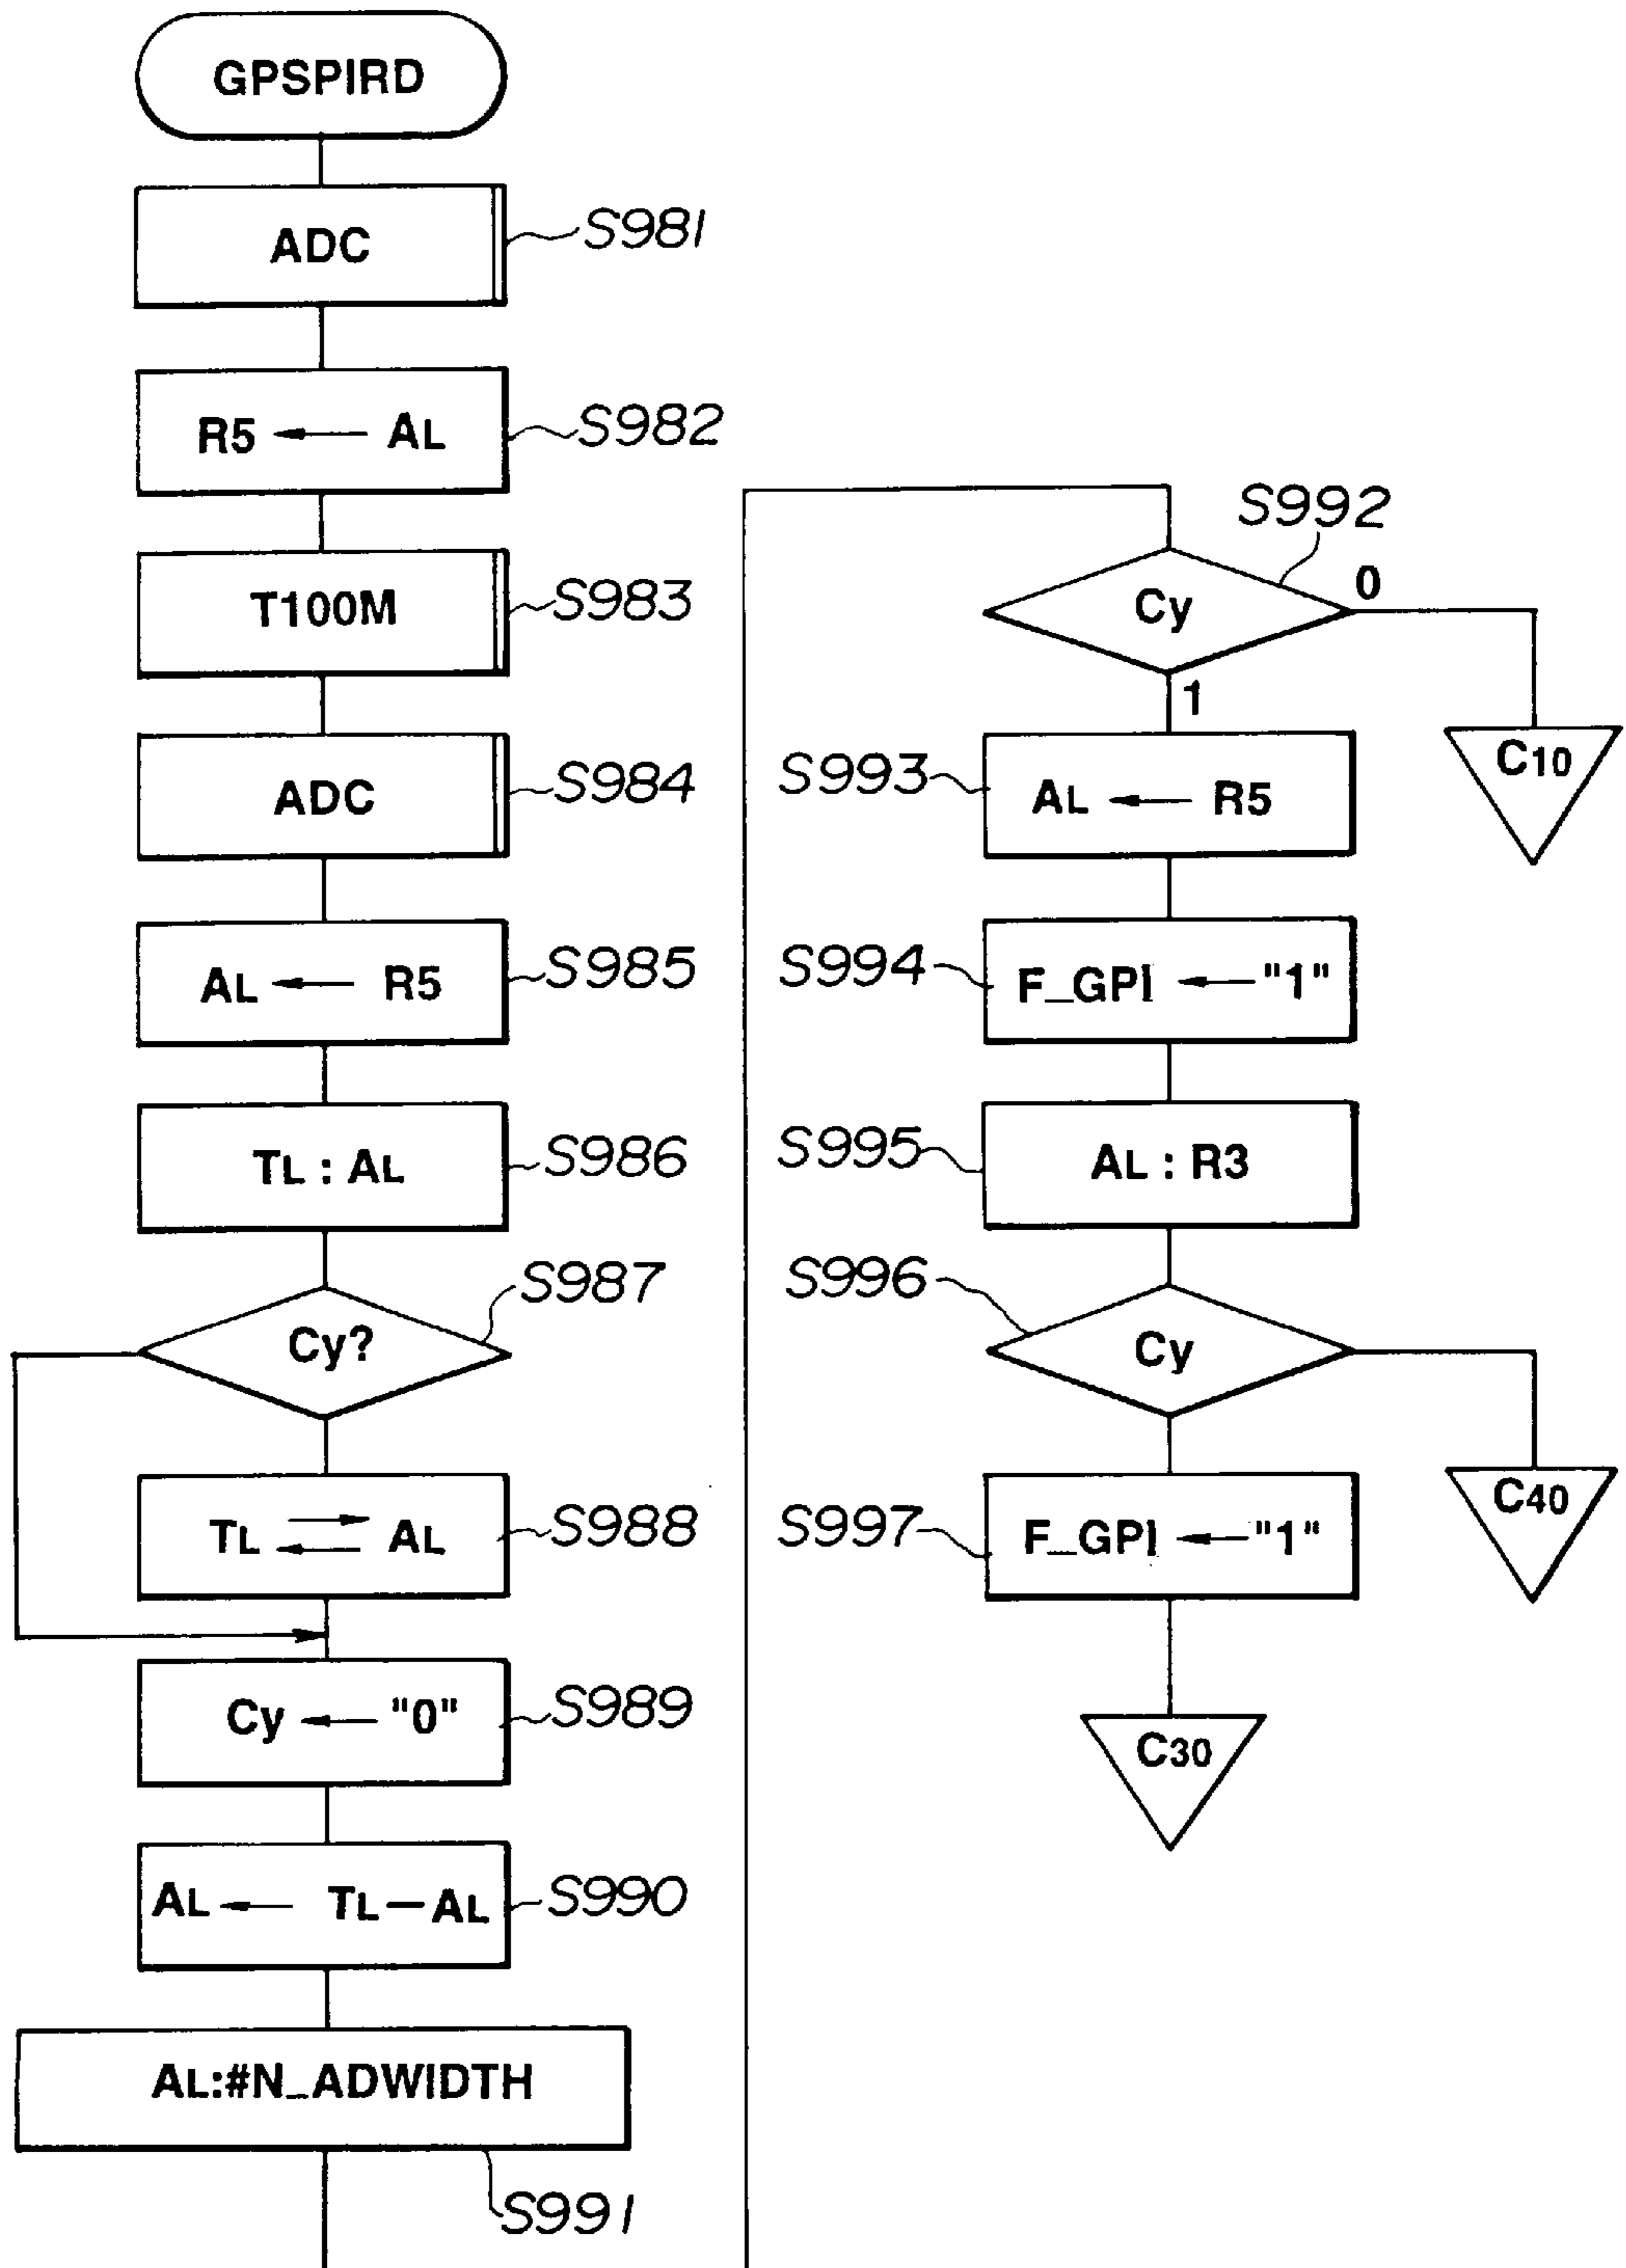 GPSPIRD
ADC
S981
R5 ← AL
S982
T100M
S983
ADC
S984
AL ← R5
S985
TL : AL
S986
Cy?
S987
TL ⇄ AL
S988
Cy ← "0"
S989
AL ← TL — AL
S990
AL:#N_ADWIDTH
S991
S992
Cy
0
1
C10
S993
AL ← R5
S994
F_GPI ← "1"
S995
AL : R3
S996
Cy
C40
S997
F_GPI ← "1"
C30